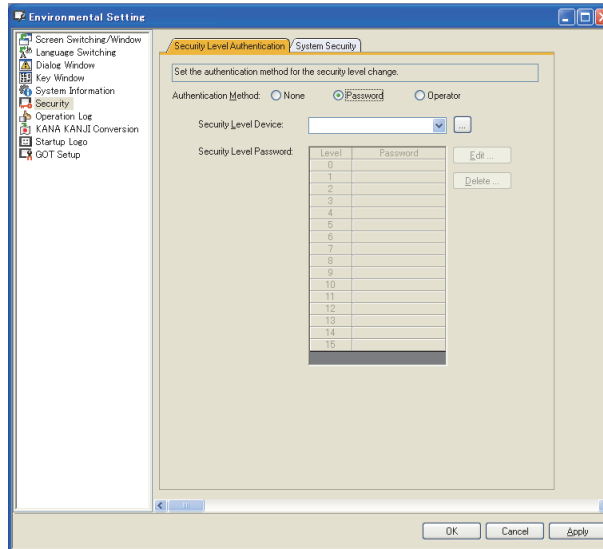 Environmental Setting
Screen Switching/Window
Language Switching
Dialog Window
Key Window
System Information
Security
Operation Log
KANA KANJI Conversion
Startup Logo
GOT Setup
Security Level Authentication
System Security
Set the authentication method for the security level change.
Authentication Method: None Password Operator
Security Level Device: ...
Security Level Password:
Level Password
0
1
2
3
4
5
6
7
8
9
10
11
12
13
14
15
Edit ...
Delete ...
OK Cancel Apply